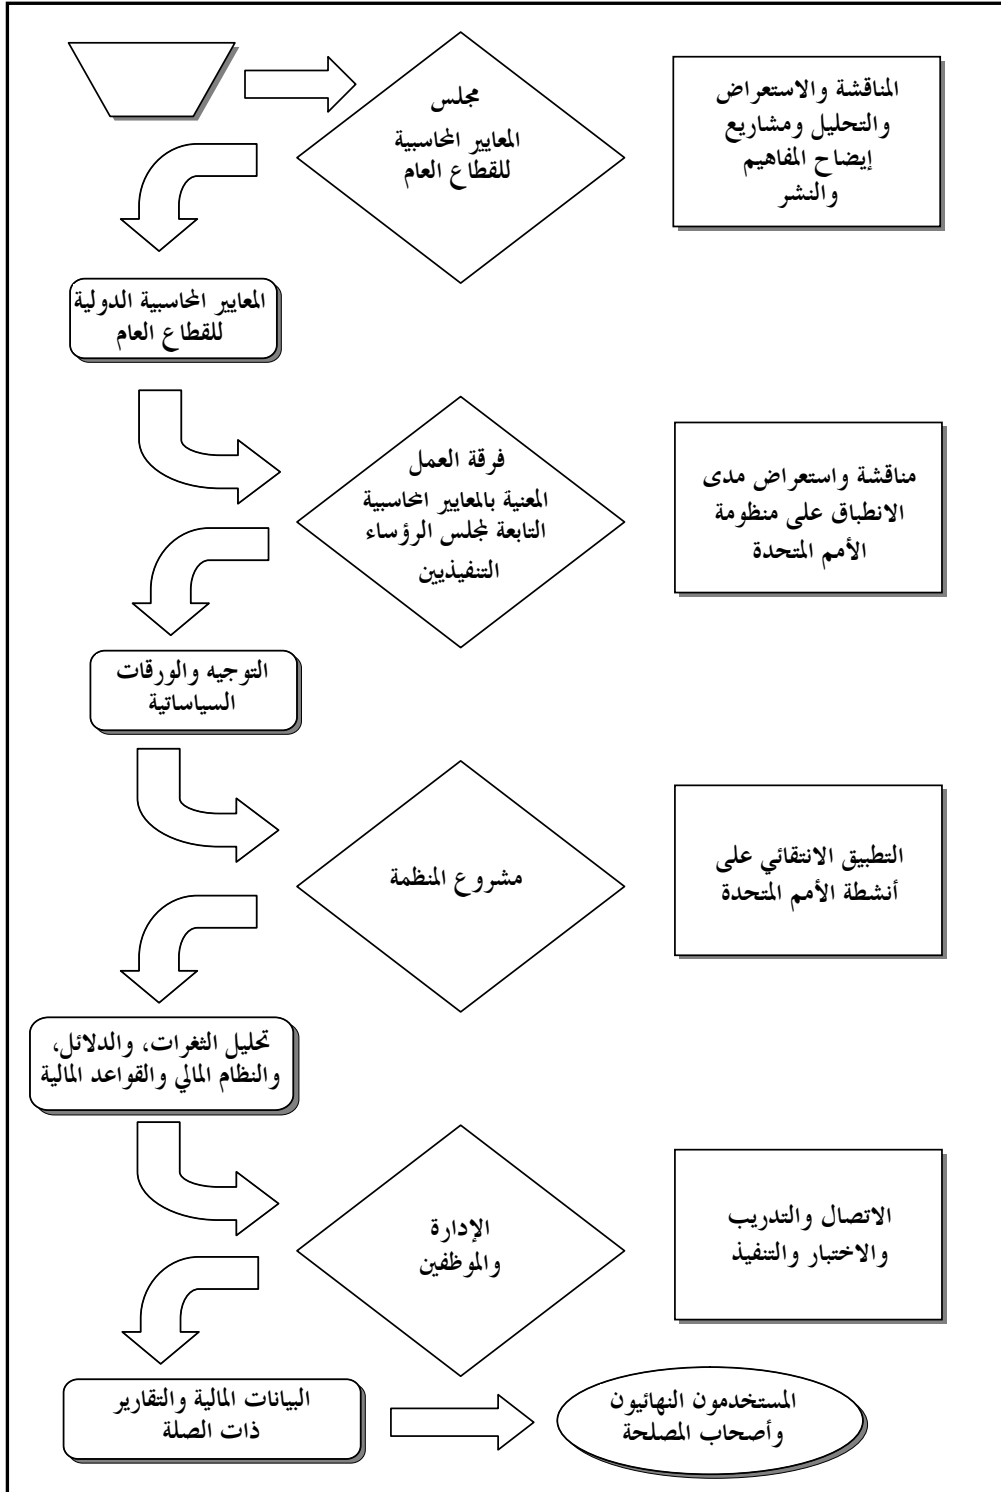 مجلس
المعايير المحاسبية
للقطاع العام
المناقشة والاستعراض
والتحليل ومشاريع
إيضاح المفاهيم
والنشر
المعايير المحاسبية الدولية
للقطاع العام
فرقة العمل
المعنية بالمعايير المحاسبية
التابعة لمجلس الرؤساء
التنفيذيين
مناقشة واستعراض مدى
الانطباق على منظومة
الأمم المتحدة
التوجيه والورقات
السياساتية
مشروع المنظمة
التطبيق الانتقائي على
أنشطة الأمم المتحدة
تحليل الثغرات، والدلائل،
والنظام المالي والقواعد المالية
الإدارة
والموظفين
الاتصال والتدريب
والاختبار والتنفيذ
البيانات المالية والتقارير
ذات الصلة
المستخدمون النهائيون
وأصحاب المصلحة